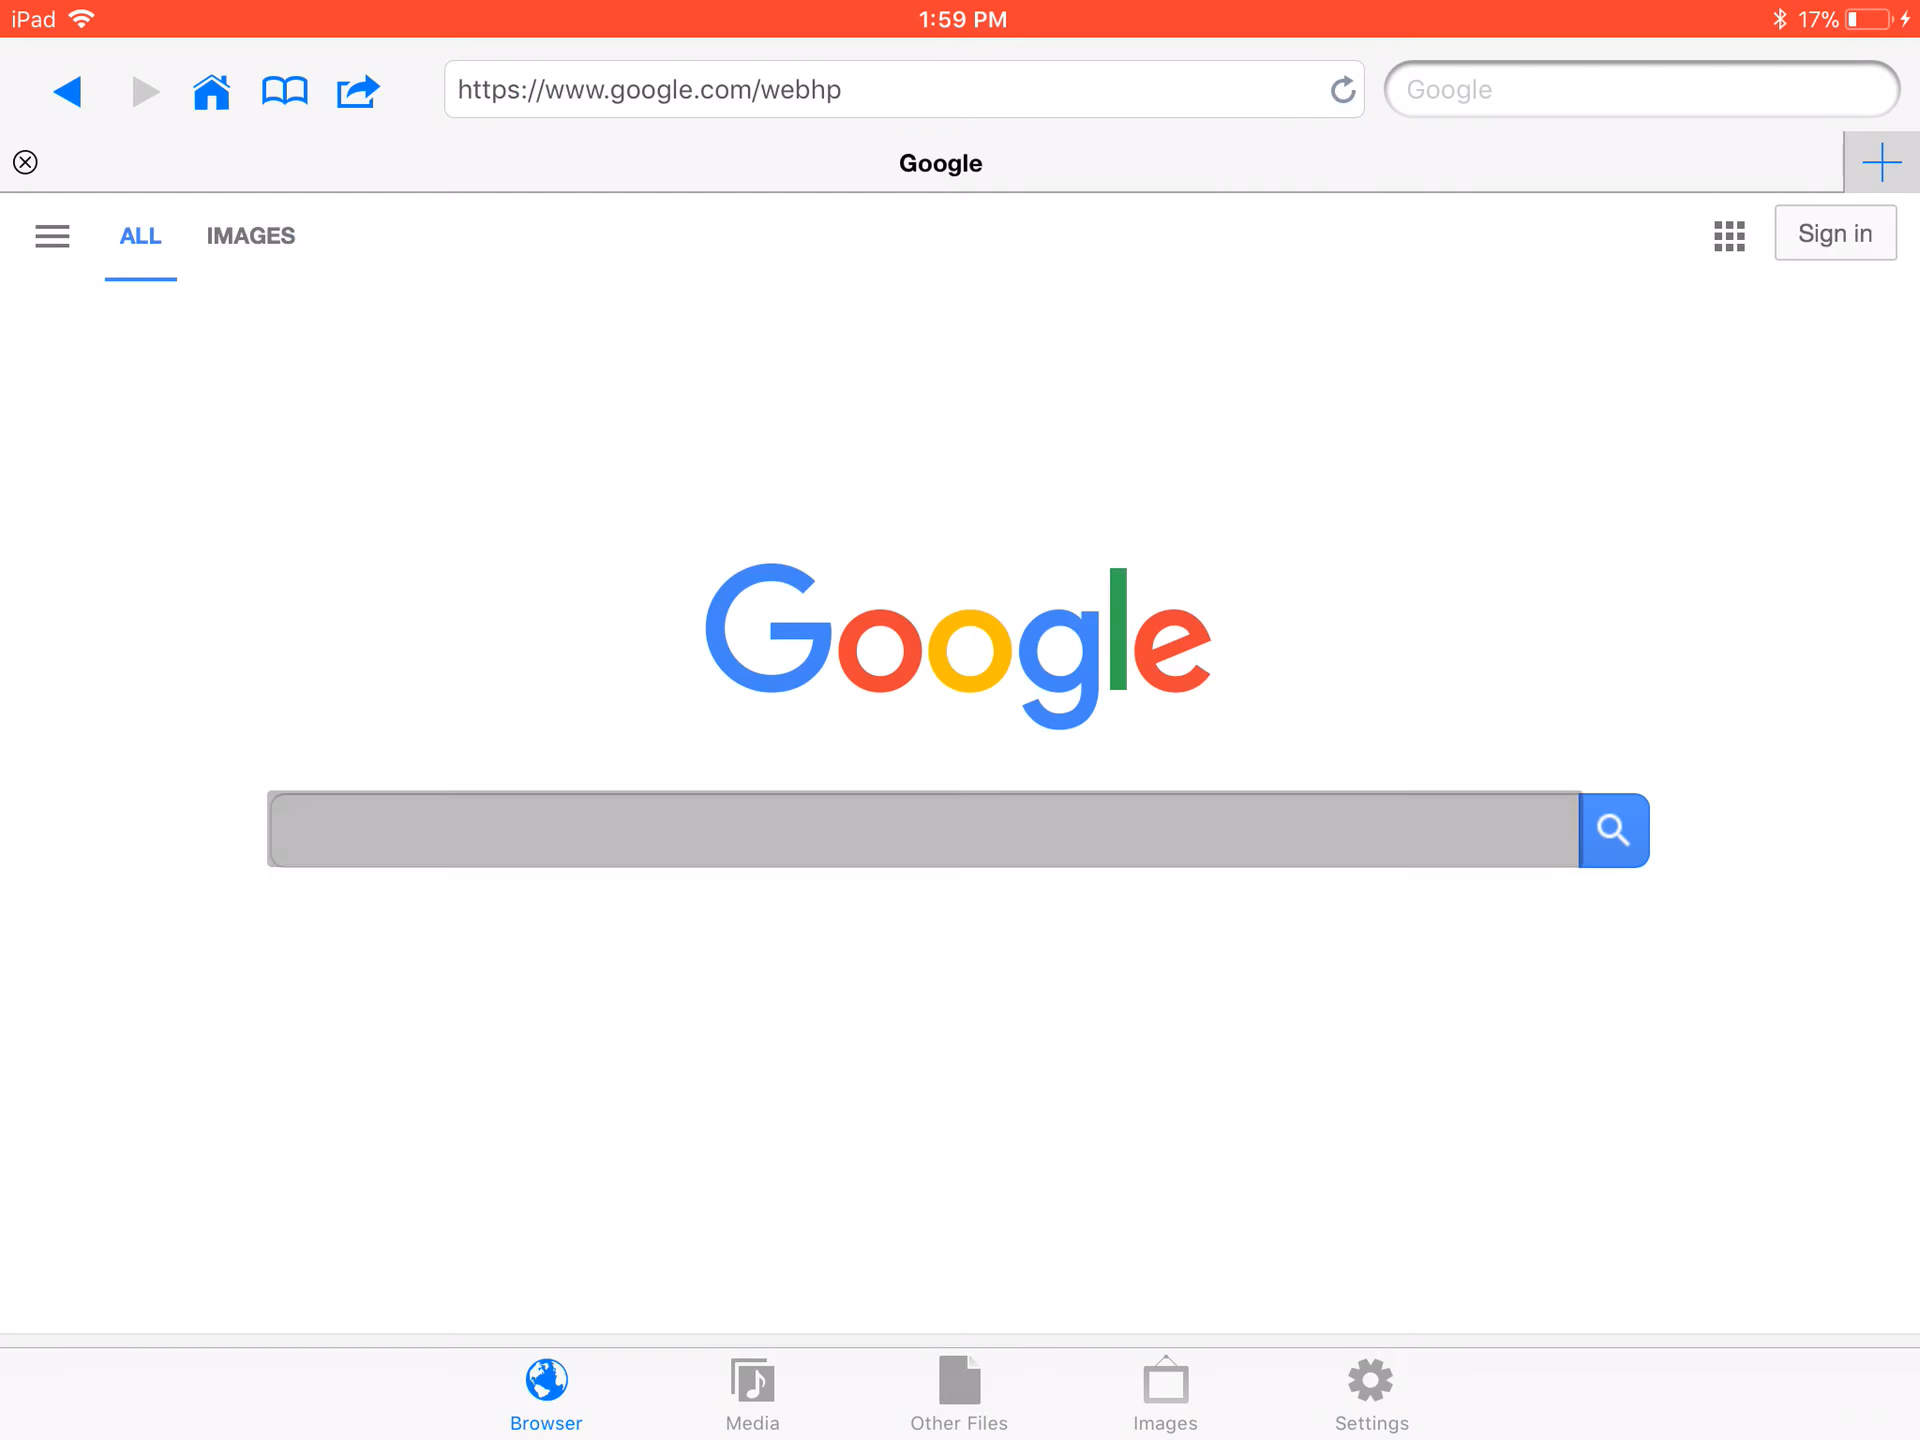 iPad 1:59 PM 17%
https://www.google.com/webhp Google
Google
ALL IMAGES Sign in
Google
Browser Media Other Files Images Settings